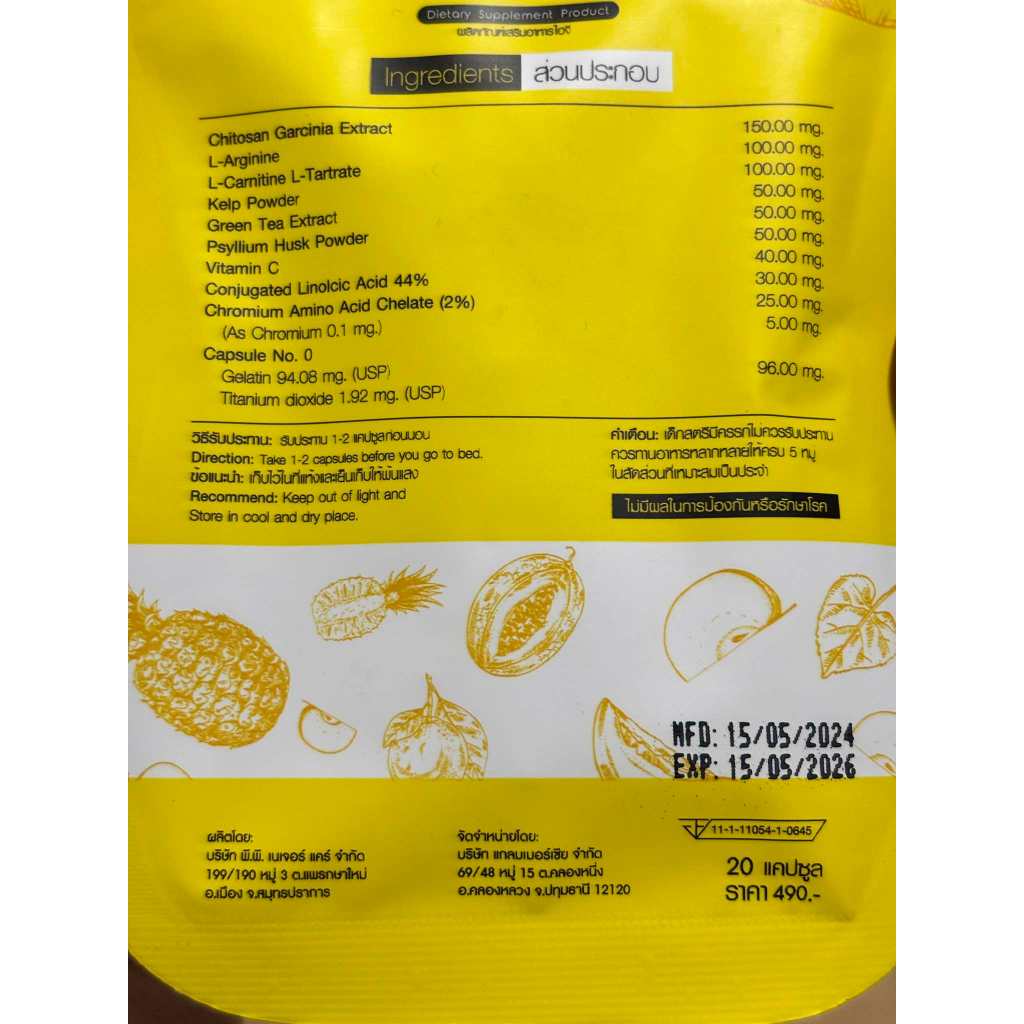 Dietary Supplement Product
ผลิตภัณฑ์เสริมอาหารไอจี
Ingredients ส่วนประกอบ
Chitosan Garcinia Extract 150.00 mg.
L-Arginine 100.00 mg.
L-Carnitine L-Tartrate 100.00 mg.
Kelp Powder 50.00 mg.
Green Tea Extract 50.00 mg.
Psyllium Husk Powder 50.00 mg.
Vitamin C 40.00 mg.
Conjugated Linolcic Acid 44% 30.00 mg.
Chromium Amino Acid Chelate (2%) 25.00 mg.
(As Chromium 0.1 mg.) 5.00 mg.
Capsule No. 0
Gelatin 94.08 mg. (USP) 96.00 mg.
Titanium dioxide 1.92 mg. (USP)
วิธีรับประทาน: รับประทาน 1-2 แคปซูลก่อนนอน
Direction: Take 1-2 capsules before you go to bed.
ข้อแนะนำ: เก็บไว้ในที่แห้งและเย็นเก็บให้พ้นแสง
Recommend: Keep out of light and
Store in cool and dry place.
คำเตือน: เด็กสตรีมีครรภ์ไม่ควรรับประทาน
ควรทานอาหารหลากหลายให้ครบ 5 หมู่
ในสัดส่วนที่เหมาะสมเป็นประจำ
ไม่มีผลในการป้องกันหรือรักษาโรค
MFD: 15/05/2024
EXP: 15/05/2026
ผลิตโดย:
บริษัท พี.พี. เนเจอร์ แคร์ จำกัด
199/190 หมู่ 3 ต.แพรกษาใหม่
อ.เมือง จ.สมุทรปราการ
จัดจำหน่ายโดย:
บริษัท แกลมเบอร์เซีย จำกัด
69/48 หมู่ 15 ต.คลองหนึ่ง
อ.คลองหลวง จ.ปทุมธานี 12120
11-1-11054-1-0645
20 แคปซูล
ราคา 490.-